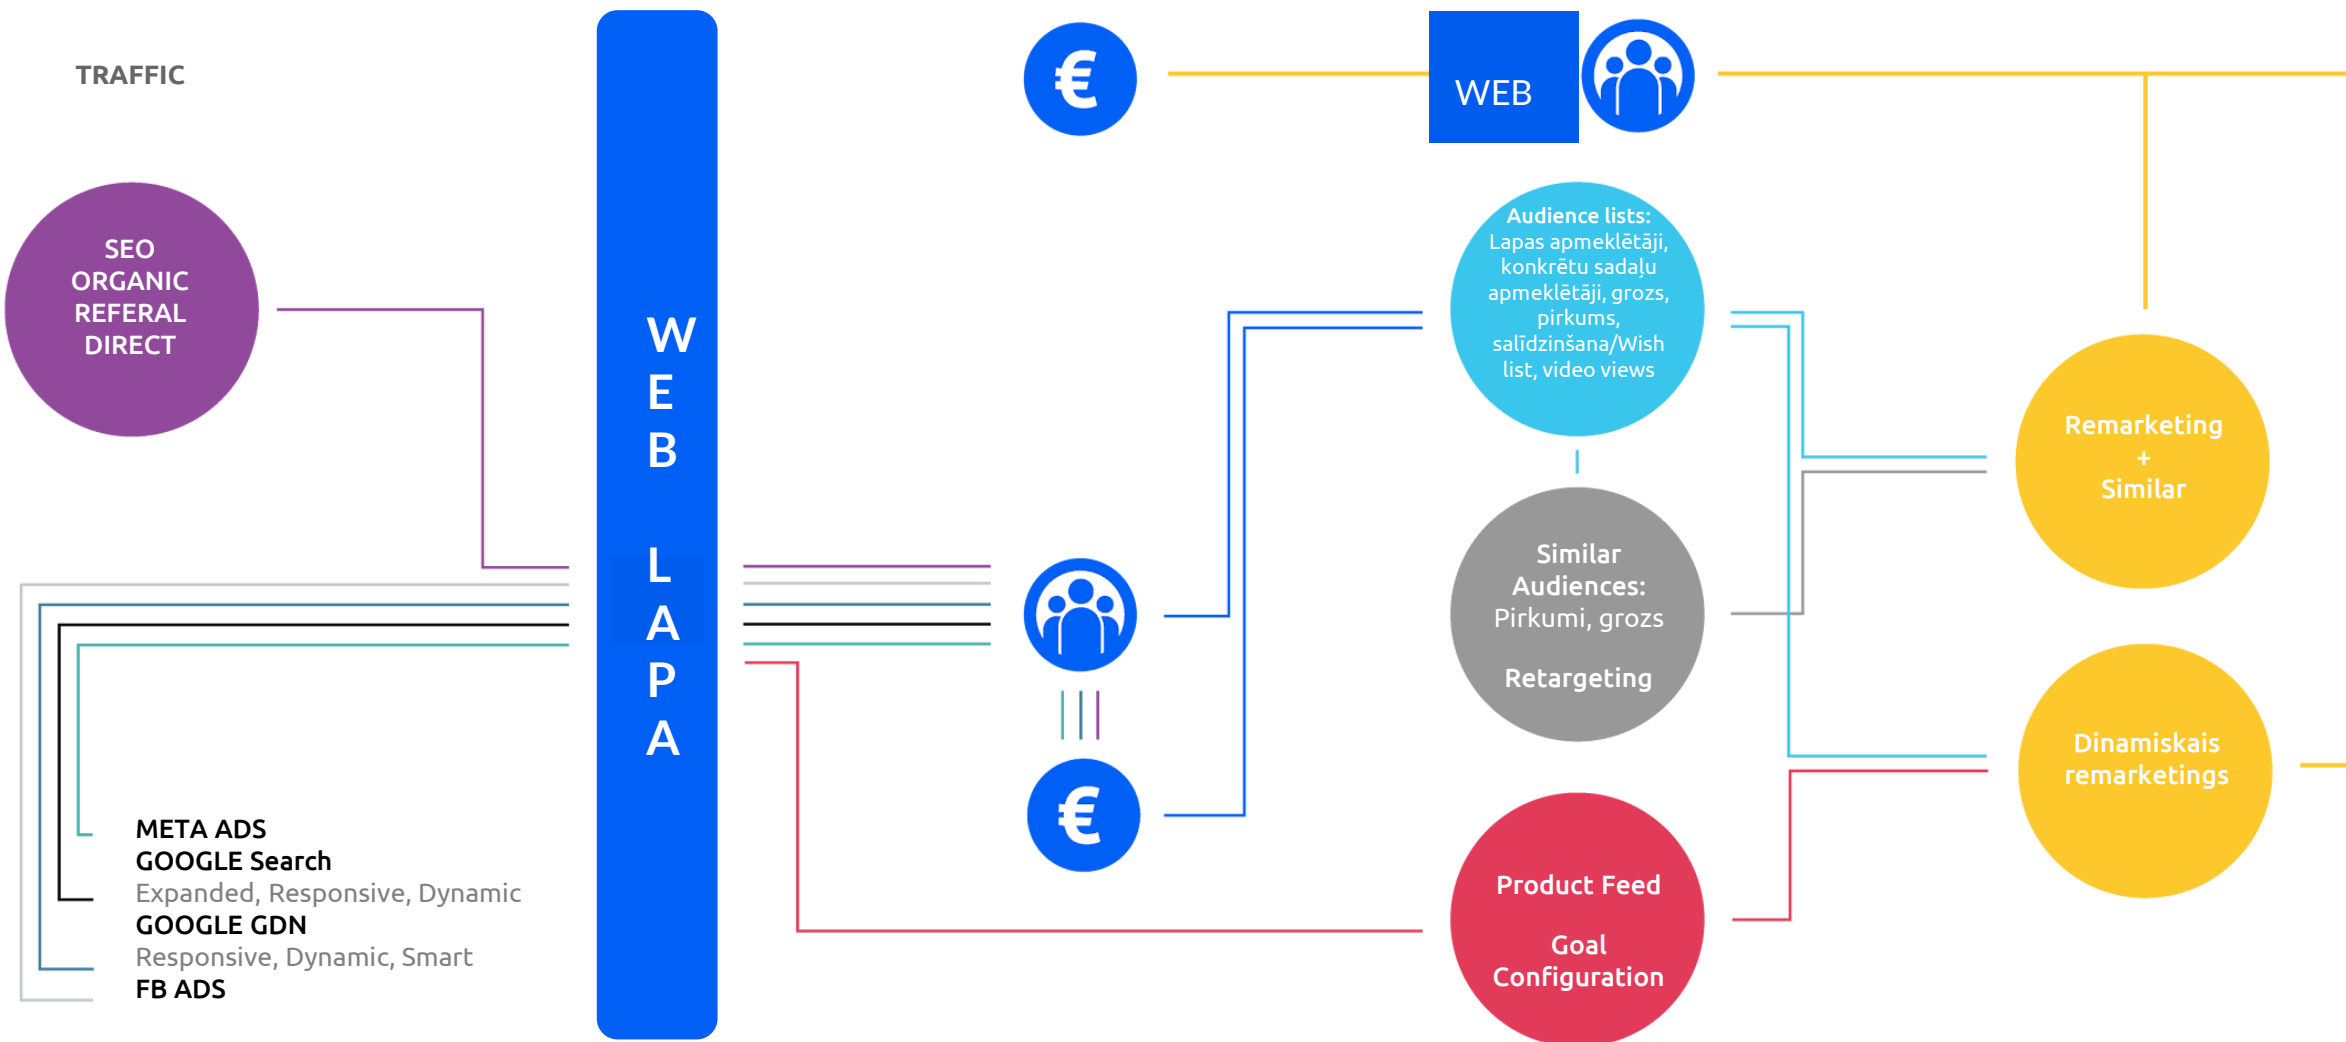 TRAFFIC
€
WEB
SEO
ORGANIC
REFERAL
DIRECT
W
E
B
L
A
P
A
Audience lists:
Lapas apmeklētāji,
konkrētu sadaļu
apmeklētāji, grozs,
pirkums,
salīdzinšana/Wish
list, video views
Remarketing
+
Similar
Similar
Audiences:
Pirkumi, grozs
Retargeting
€
Dinamiskais
remarketings
META ADS
GOOGLE Search
Expanded, Responsive, Dynamic
GOOGLE GDN
Responsive, Dynamic, Smart
FB ADS
Product Feed
Goal
Configuration